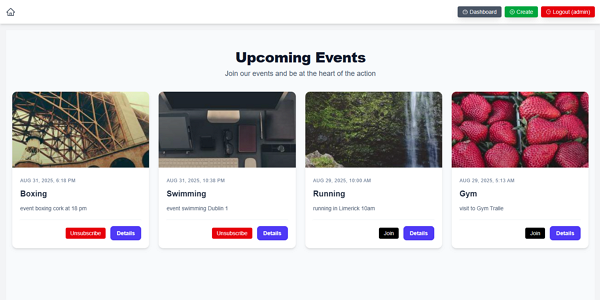 Dashboard Create Logout (admin)
Upcoming Events
Join our events and be at the heart of the action
AUG 31, 2025, 6:18 PM
Boxing
event boxing cork at 18 pm
Unsubscribe Details
AUG 31, 2025, 10:38 PM
Swimming
event swimming Dublin 1
Unsubscribe Details
AUG 29, 2025, 10:00 AM
Running
running in Limerick 10am
Join Details
AUG 29, 2025, 5:13 AM
Gym
visit to Gym Tralle
Join Details